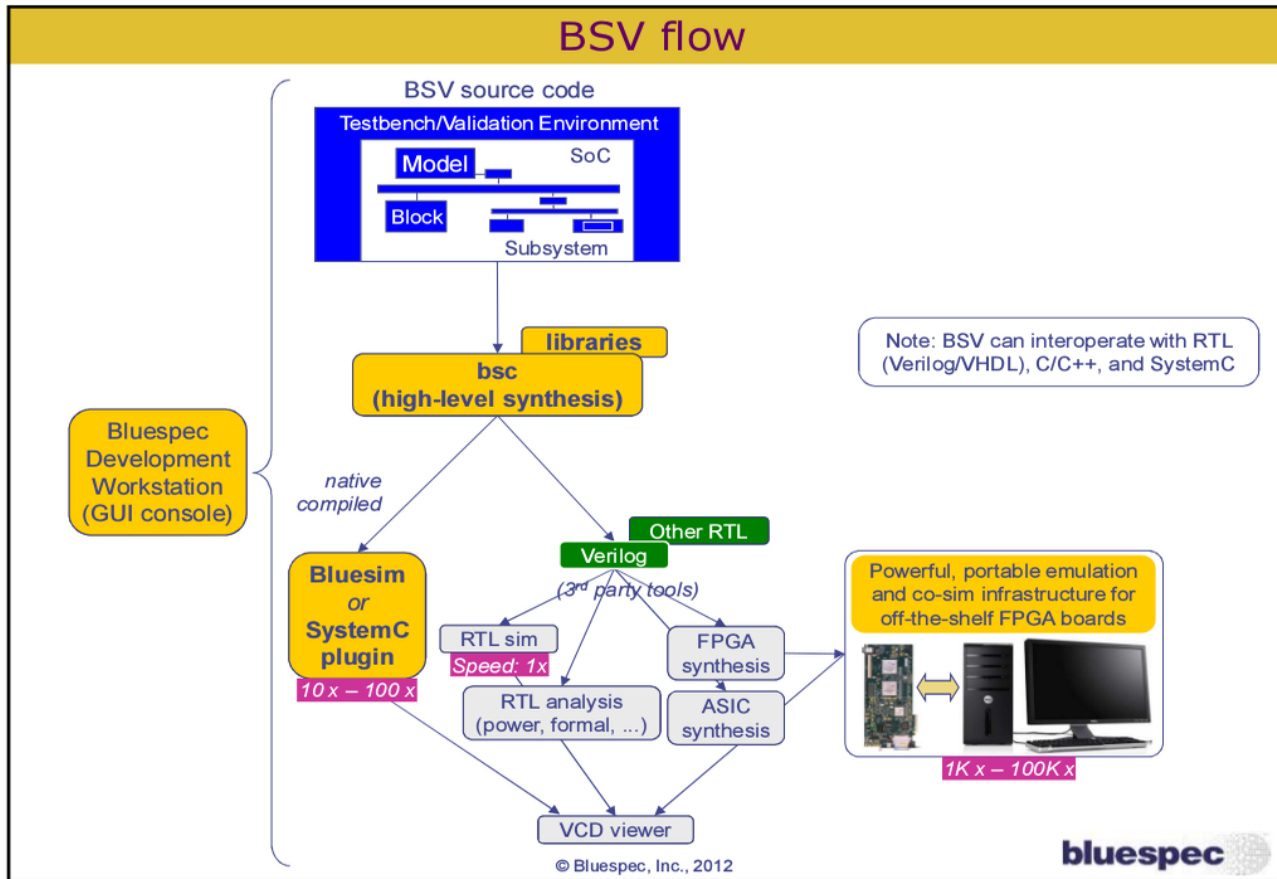 BSV flow
BSV source code
Testbench/Validation Environment
SoC
Model
Block
Subsystem
libraries
bsc
(high-level synthesis)
Note: BSV can interoperate with RTL
(Verilog/VHDL), C/C++, and SystemC
Bluespec
Development
Workstation
(GUI console)
native
compiled
Other RTL
Verilog
(3rd party tools)
Bluesim
or
SystemC
plugin
10 x – 100 x
RTL sim
Speed: 1x
RTL analysis
(power, formal, ...)
FPGA
synthesis
ASIC
synthesis
Powerful, portable emulation
and co-sim infrastructure for
off-the-shelf FPGA boards
1K x – 100K x
VCD viewer
© Bluespec, Inc., 2012
bluespec